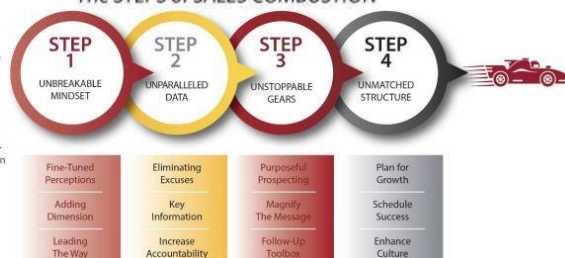 The STEPS of SALES COMBUSTION
STEP
1
UNBREAKABLE
MINDSET
STEP
2
UNPARALLELED
DATA
STEP
3
UNSTOPPABLE
GEARS
STEP
4
UNMATCHED
STRUCTURE
Fine-Tuned
Perceptions
Adding
Dimension
Leading
The Way
Eliminating
Excuses
Key
Information
Increase
Accountability
Purposeful
Prospecting
Magnify
The Message
Follow-Up
Toolbox
Plan for
Growth
Schedule
Success
Enhance
Culture